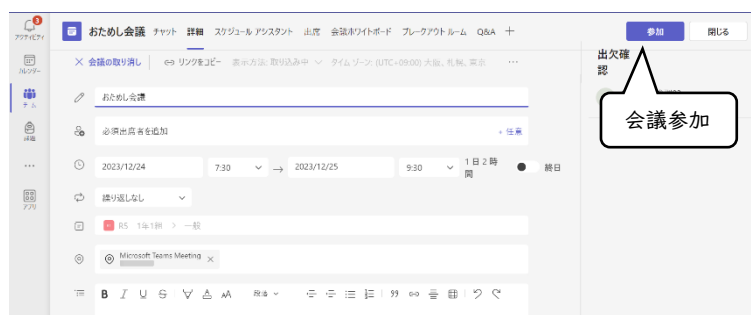 アクティビティ
カレンダー
チーム
課題
アプリ
おためし会議 チャット 詳細 スケジュール アシスタント 出席 会議ホワイトボード ブレークアウト ルーム Q&A
参加 閉じる
会議の取り消し リンクをコピー 表示方法: 取り込み中 タイム ゾーン: (UTC+09:00) 大阪、札幌、東京 …
出欠確
認
おためし会議
必須出席者を追加 + 任意
2023/12/24 7:30 → 2023/12/25 9:30 1日2時
間 終日
繰り返しなし
R5 1年1組 > 一般
Microsoft Teams Meeting
B I U S AA 段落
会議参加